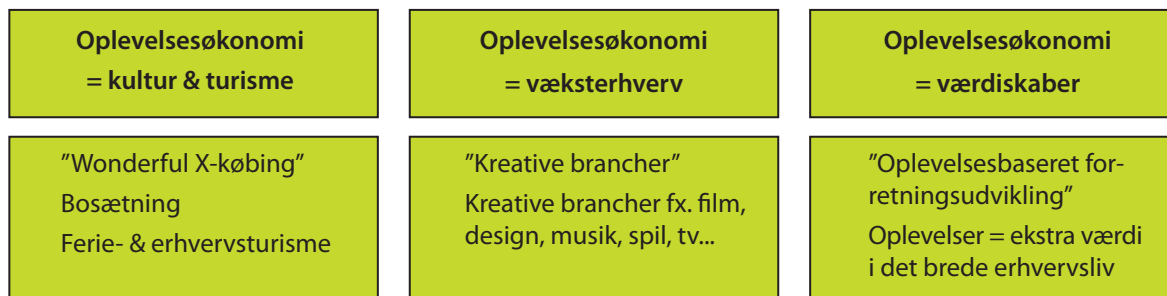 Oplevelsesøkonomi
= kultur & turisme
”Wonderful X-købing”
Bosætning
Ferie- & erhvervsturisme
Oplevelsesøkonomi
= væksterhverv
”Kreative brancher”
Kreative brancher fx. film,
design, musik, spil, tv...
Oplevelsesøkonomi
= værdiskaber
”Oplevelsesbaseret for-
retningsudvikling”
Oplevelser = ekstra værdi
i det brede erhvervsliv